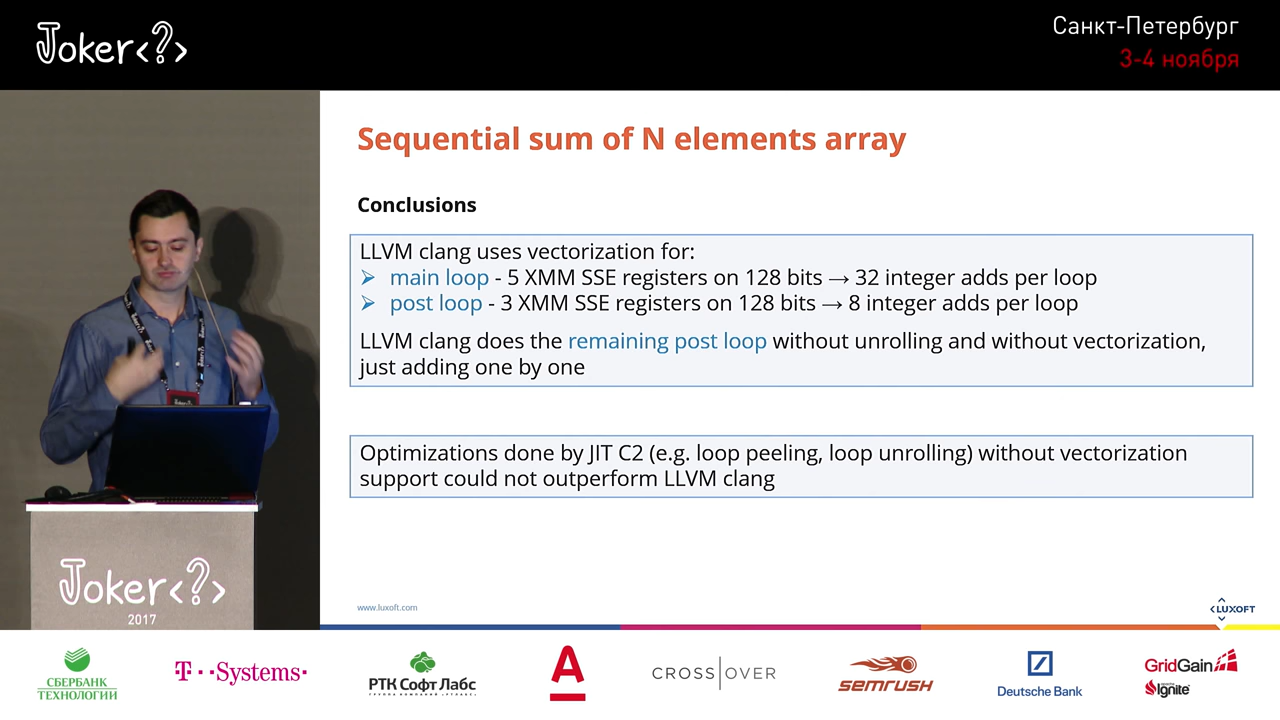 Joker<?>
Санкт-Петербург
3-4 ноября
Sequential sum of N elements array
Conclusions
LLVM clang uses vectorization for:
➢ main loop - 5 XMM SSE registers on 128 bits → 32 integer adds per loop
➢ post loop - 3 XMM SSE registers on 128 bits → 8 integer adds per loop
LLVM clang does the remaining post loop without unrolling and without vectorization,
just adding one by one
Optimizations done by JIT C2 (e.g. loop peeling, loop unrolling) without vectorization
support could not outperform LLVM clang
www.luxoft.com
LUXOFT
Joker<?>
2017
СБЕРБАНК
ТЕХНОЛОГИИ
T··Systems·
РТК Софт Лабс
ГРУППА КОМПАНИЙ «РТЛАБС»
А
CROSS|OVER
semrush
Deutsche Bank
GridGain
Ignite